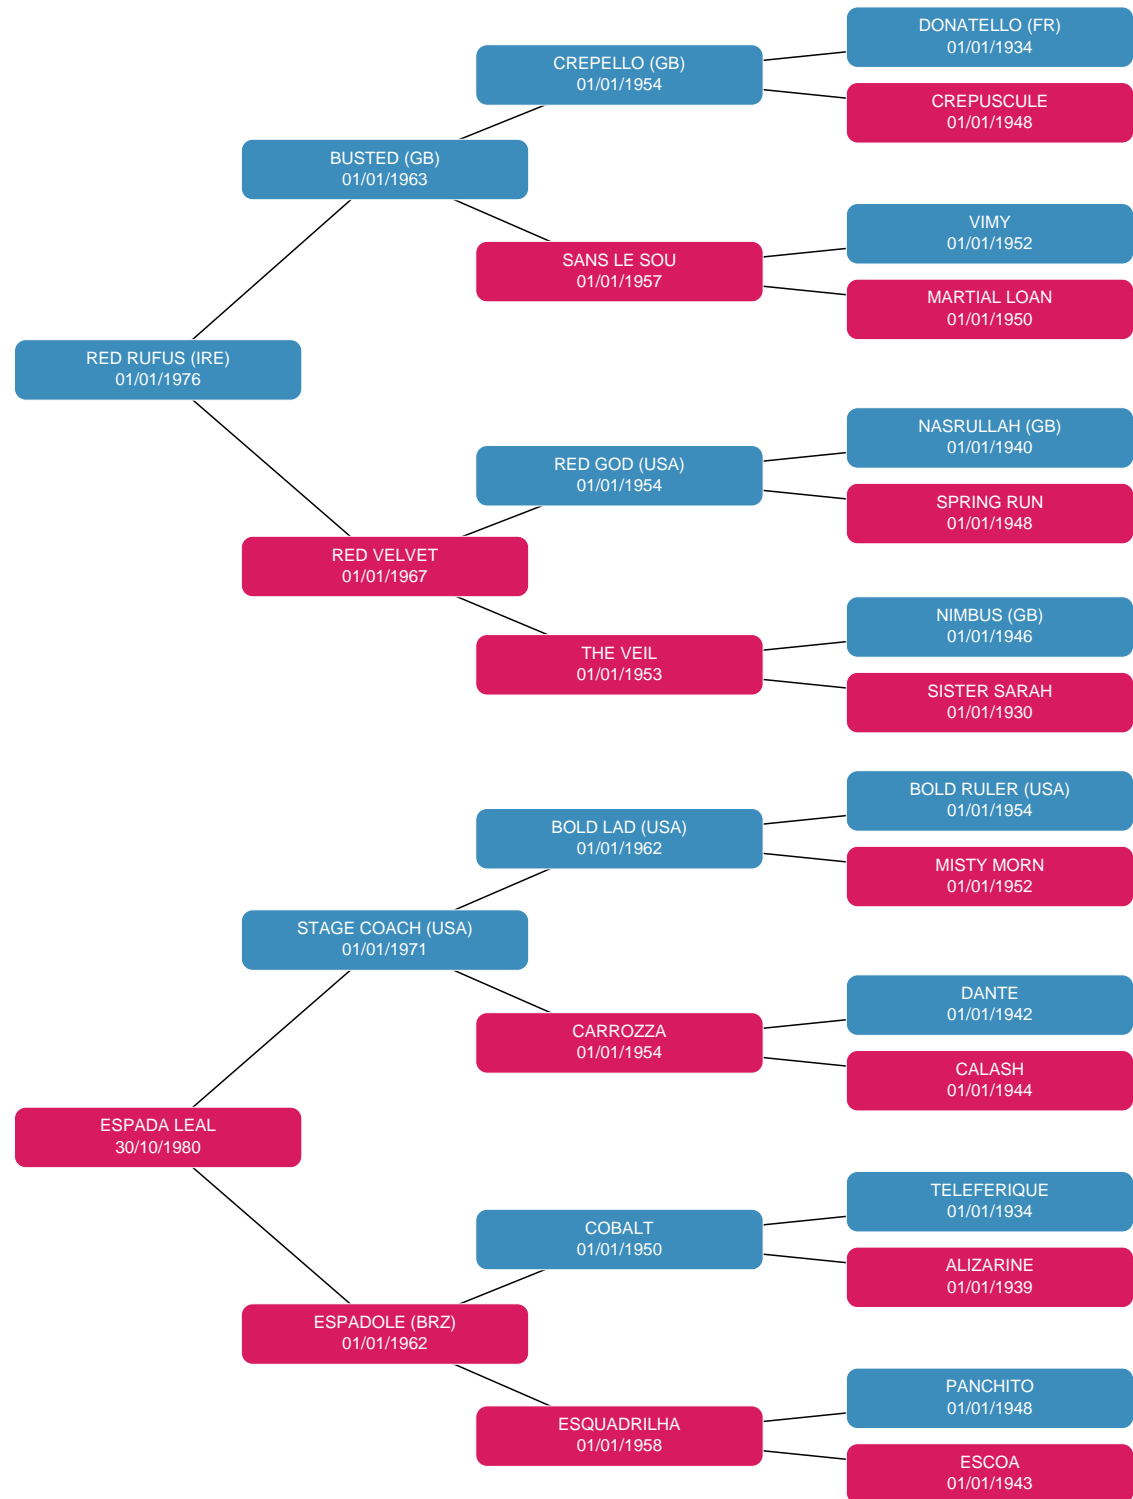 DONATELLO (FR)
01/01/1934
CREPELLO (GB)
01/01/1954
CREPUSCULE
01/01/1948
BUSTED (GB)
01/01/1963
VIMY
01/01/1952
SANS LE SOU
01/01/1957
MARTIAL LOAN
01/01/1950
RED RUFUS (IRE)
01/01/1976
NASRULLAH (GB)
01/01/1940
RED GOD (USA)
01/01/1954
SPRING RUN
01/01/1948
RED VELVET
01/01/1967
NIMBUS (GB)
01/01/1946
THE VEIL
01/01/1953
SISTER SARAH
01/01/1930
BOLD RULER (USA)
01/01/1954
BOLD LAD (USA)
01/01/1962
MISTY MORN
01/01/1952
STAGE COACH (USA)
01/01/1971
DANTE
01/01/1942
CARROZZA
01/01/1954
CALASH
01/01/1944
ESPADA LEAL
30/10/1980
TELEFERIQUE
01/01/1934
COBALT
01/01/1950
ALIZARINE
01/01/1939
ESPADOLE (BRZ)
01/01/1962
PANCHITO
01/01/1948
ESQUADRILHA
01/01/1958
ESCOA
01/01/1943